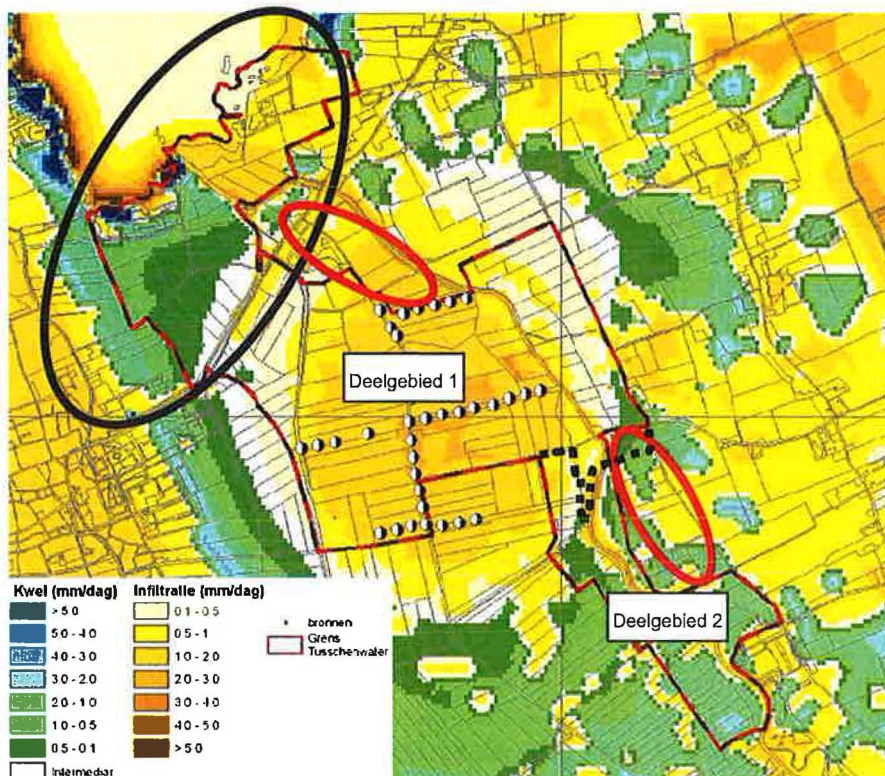 Deelgebied 1
Deelgebied 2
Kwel (mm/dag)
>50
50-40
40-30
30-20
20-10
10-05
05-01
Intermediar
Infiltratie (mm/dag)
01-05
05-1
10-20
20-30
30-40
40-50
>50
bronnen
Grens
Tusschenwater